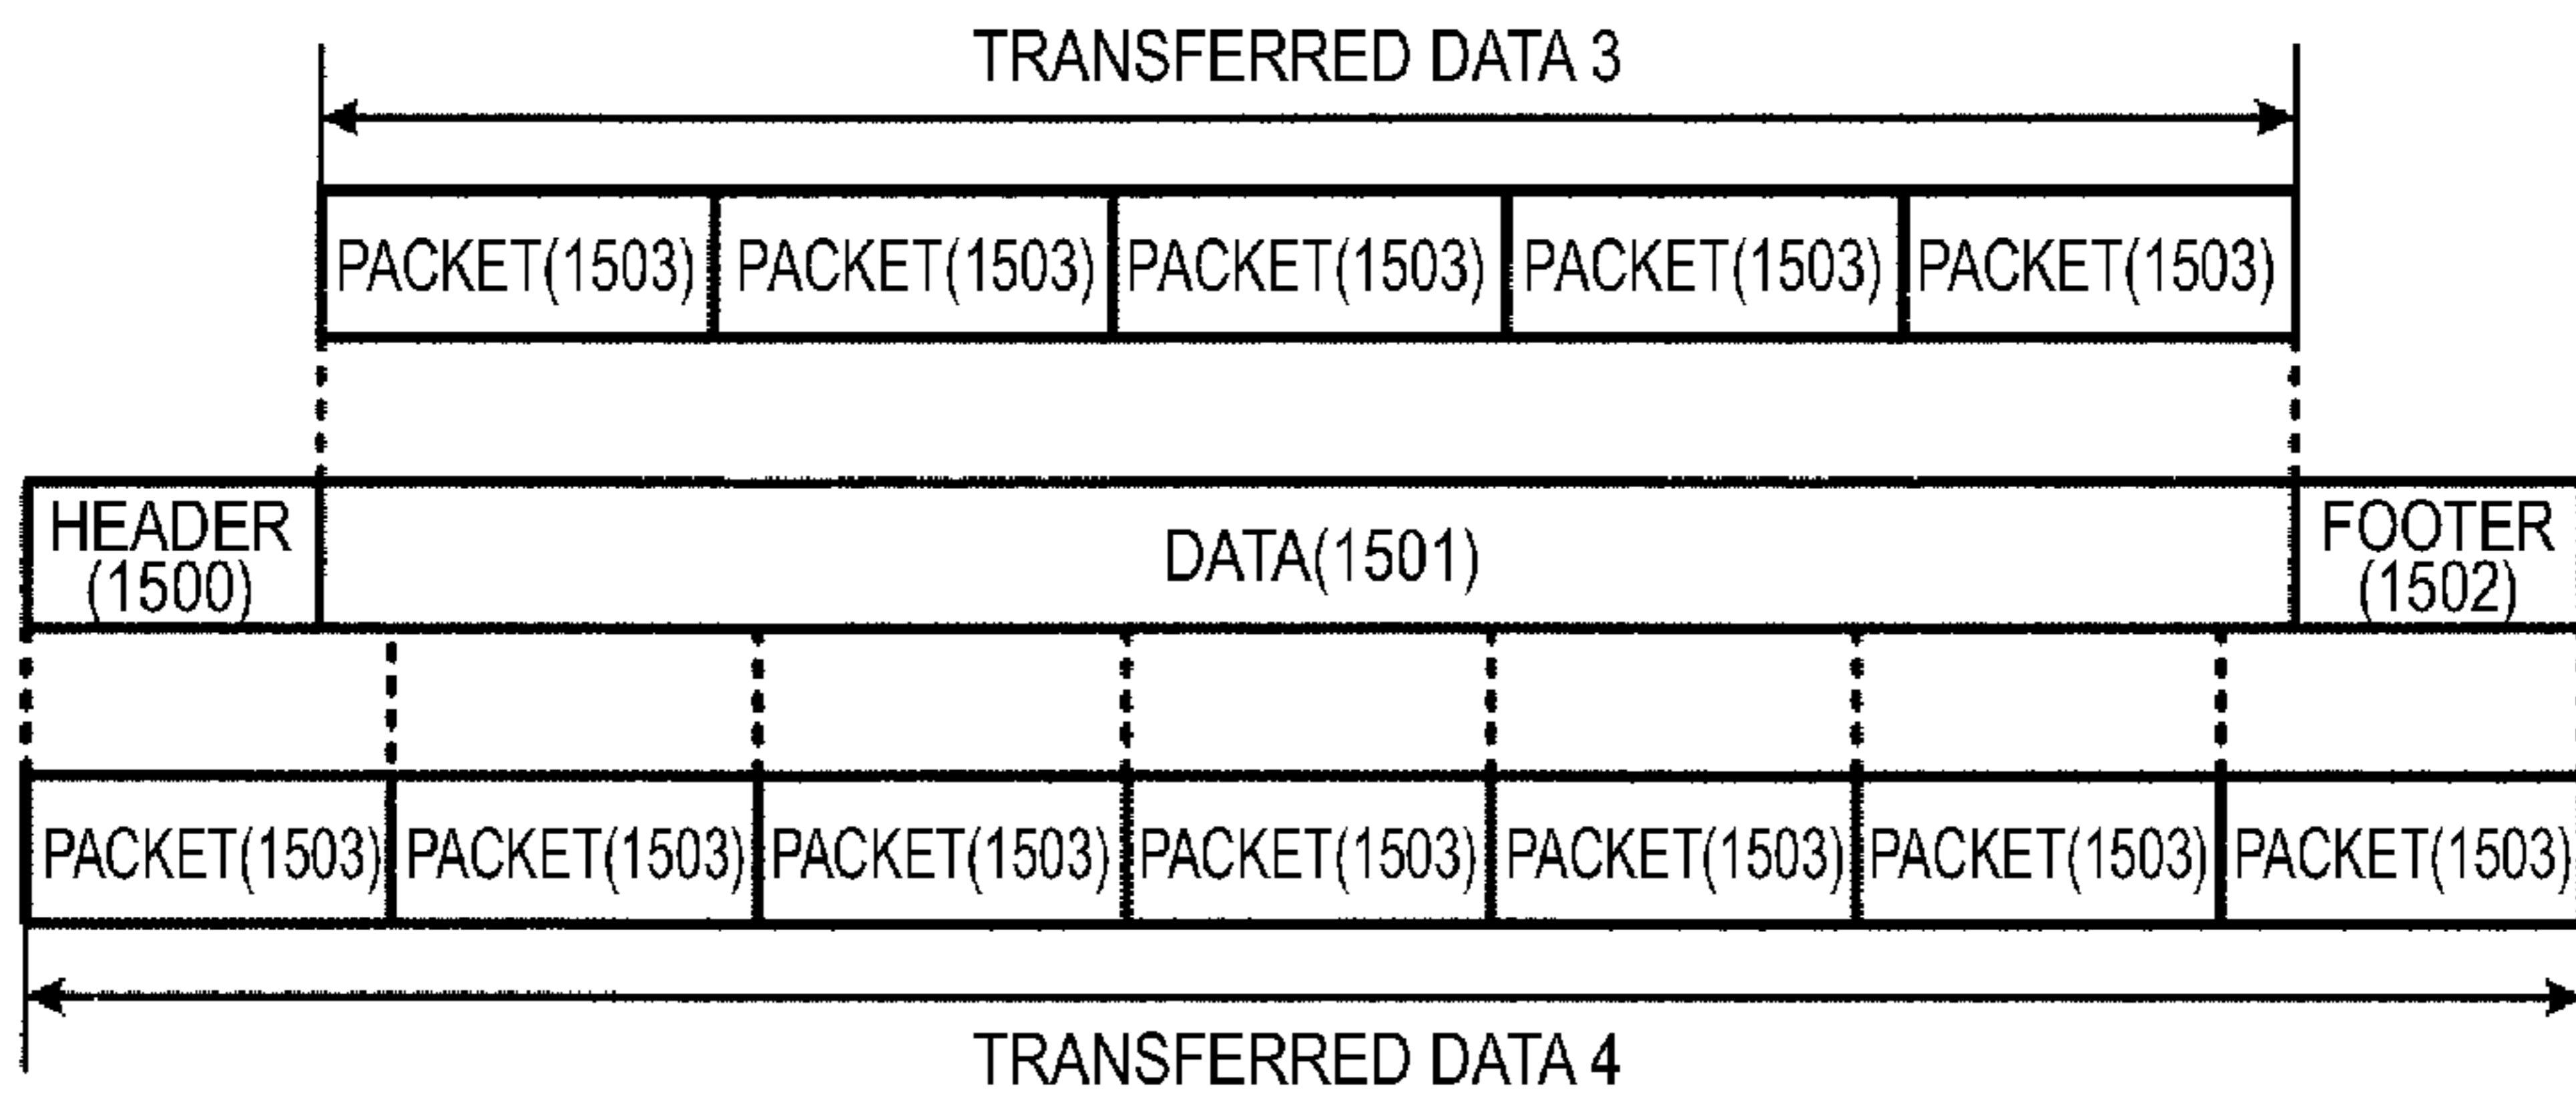 TRANSFERRED DATA 3
PACKET(1503) PACKET(1503) PACKET(1503) PACKET(1503) PACKET(1503)
HEADER
(1500)
DATA(1501)
FOOTER
(1502)
PACKET(1503) PACKET(1503) PACKET(1503) PACKET(1503) PACKET(1503) PACKET(1503) PACKET(1503)
TRANSFERRED DATA 4